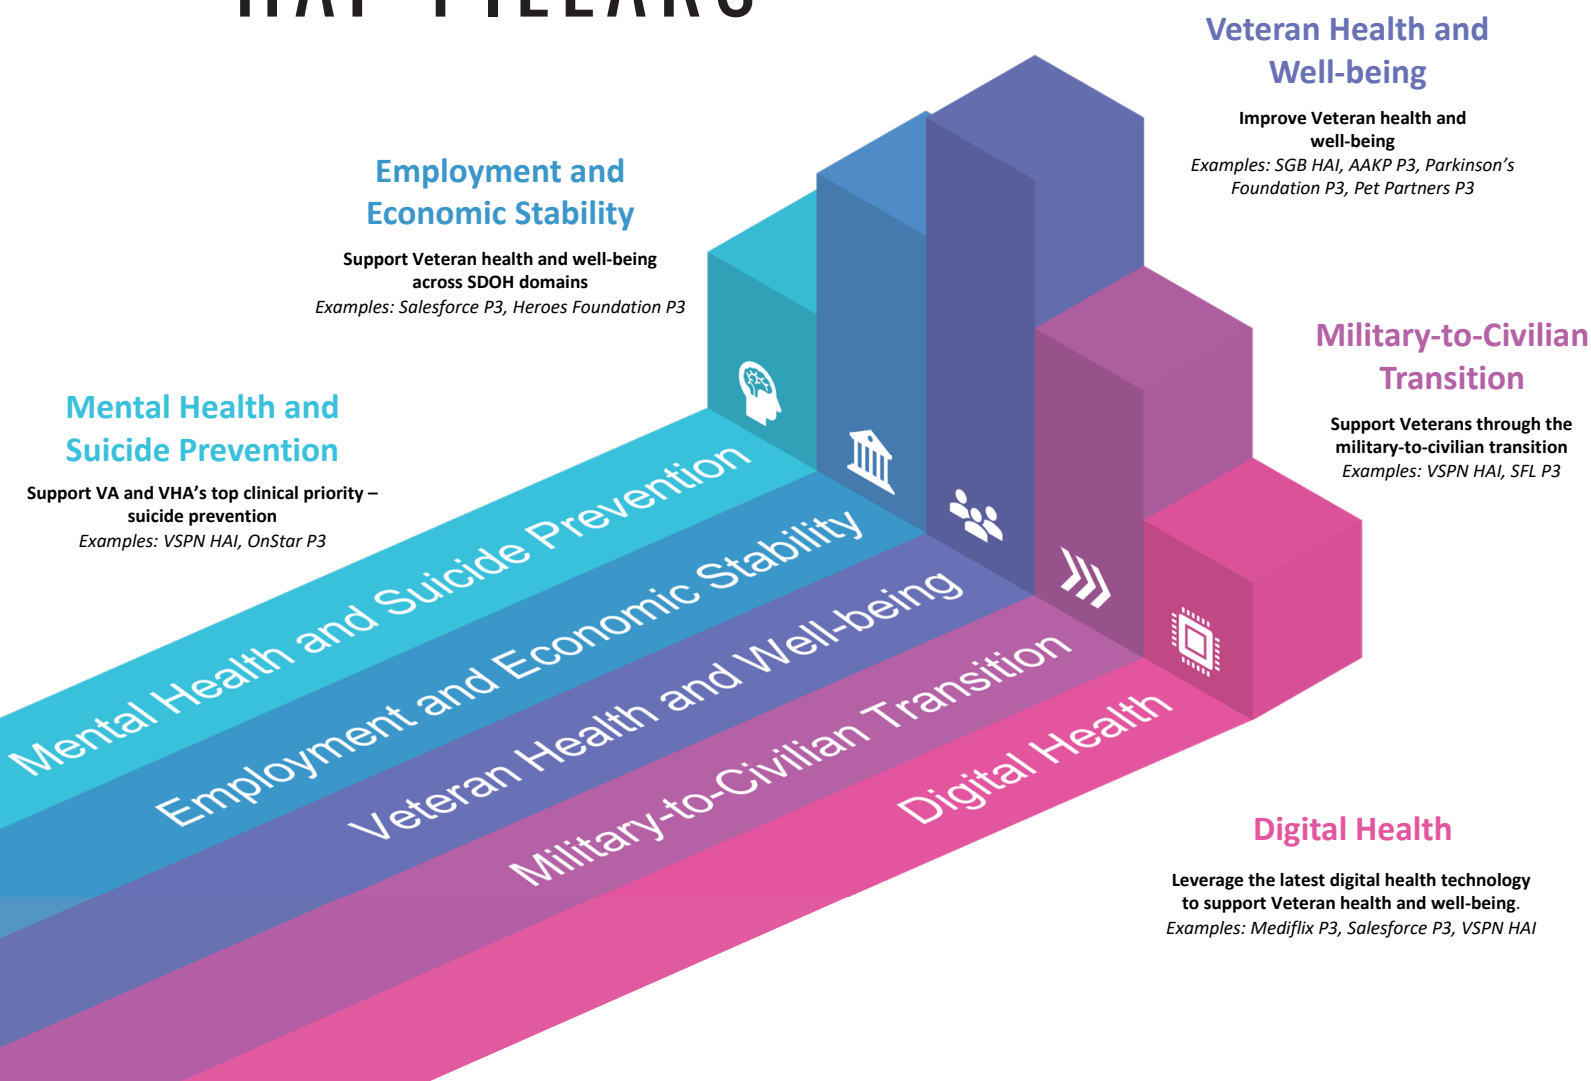 HAI PILLARS
Veteran Health and
Well-being
Improve Veteran health and
well-being
Examples: SGB HAI, AAKP P3, Parkinson's
Foundation P3, Pet Partners P3
Employment and
Economic Stability
Support Veteran health and well-being
across SDOH domains
Examples: Salesforce P3, Heroes Foundation P3
Military-to-Civilian
Transition
Support Veterans through the
military-to-civilian transition
Examples: VSPN HAI, SFL P3
Mental Health and
Suicide Prevention
Support VA and VHA's top clinical priority –
suicide prevention
Examples: VSPN HAI, OnStar P3
Mental Health and Suicide Prevention
Employment and Economic Stability
Veteran Health and Well-being
Military-to-Civilian Transition
Digital Health
Digital Health
Leverage the latest digital health technology
to support Veteran health and well-being.
Examples: Mediflix P3, Salesforce P3, VSPN HAI